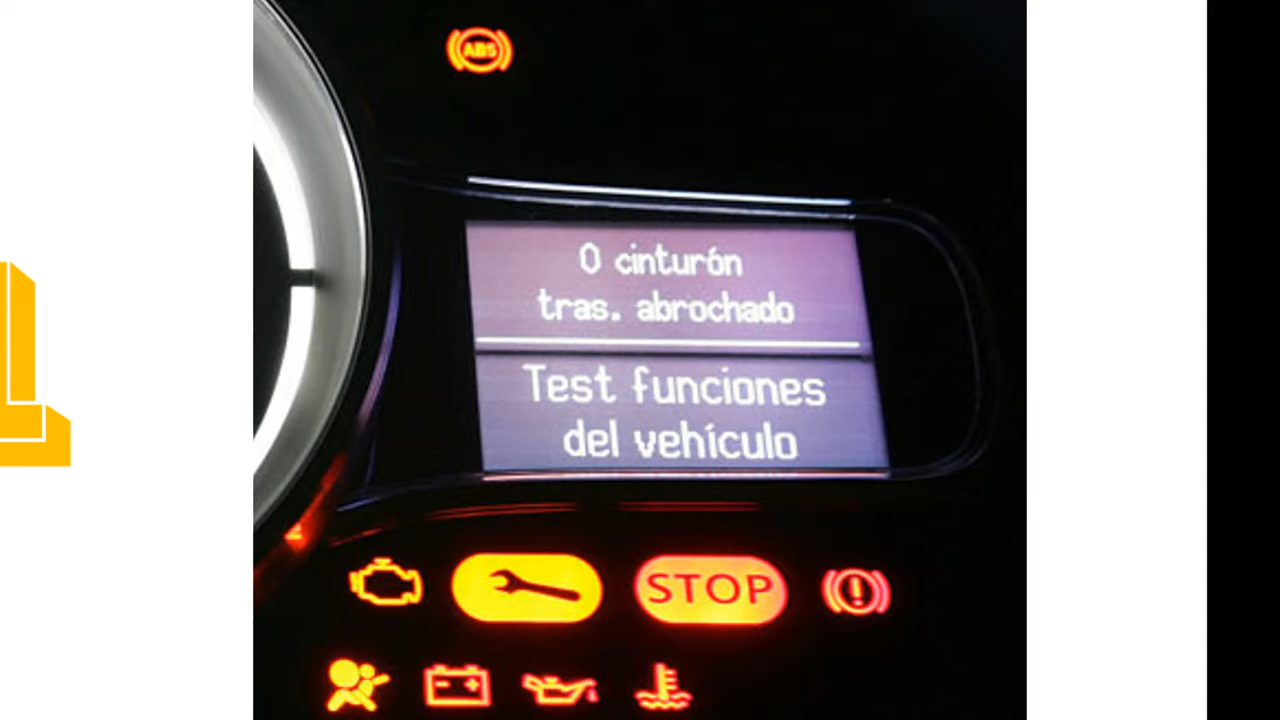 ABS
0 cinturón
tras. abrochado
Test funciones
del vehículo
STOP